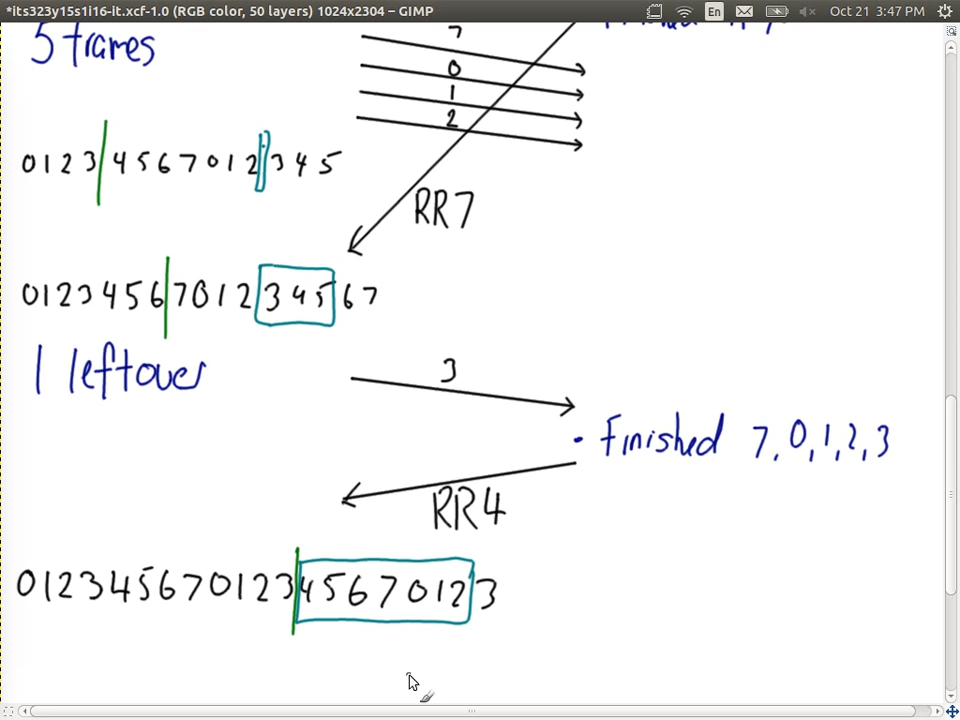 *its323y15s1i16-it.xcf-1.0 (RGB color, 50 layers) 1024x2304 – GIMP
En
Oct 21 3:47 PM
5 frames
7
0
1
2
0 1 2 3 4 5 6 7 0 1 2 3 4 5
RR7
0 1 2 3 4 5 6 7 0 1 2 3 4 5 6 7
1 leftover
3
• Finished 7, 0, 1, 2, 3
RR4
0 1 2 3 4 5 6 7 0 1 2 3 4 5 6 7 0 1 2 3